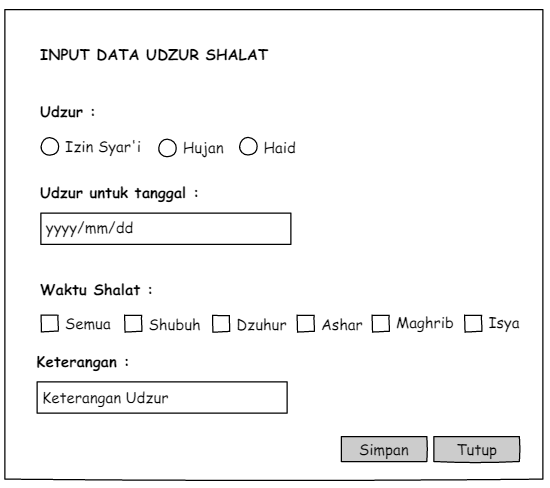 INPUT DATA UDZUR SHALAT
Udzur :
Izin Syar'i Hujan Haid
Udzur untuk tanggal :
yyyy/mm/dd
Waktu Shalat :
Semua Shubuh Dzuhur Ashar Maghrib Isya
Keterangan :
Keterangan Udzur
Simpan Tutup